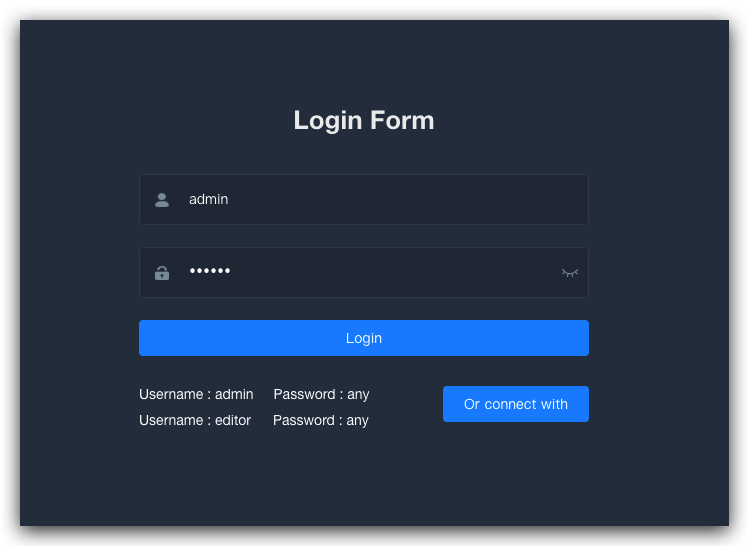 Login Form
admin
••••••
Login
Username : admin Password : any
Username : editor Password : any
Or connect with